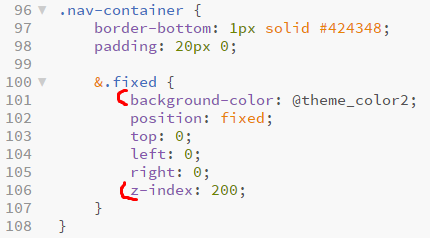 96 .nav-container {
97 border-bottom: 1px solid #424348;
98 padding: 20px 0;
99
100 &.fixed {
101 background-color: @theme_color2;
102 position: fixed;
103 top: 0;
104 left: 0;
105 right: 0;
106 z-index: 200;
107 }
108 }